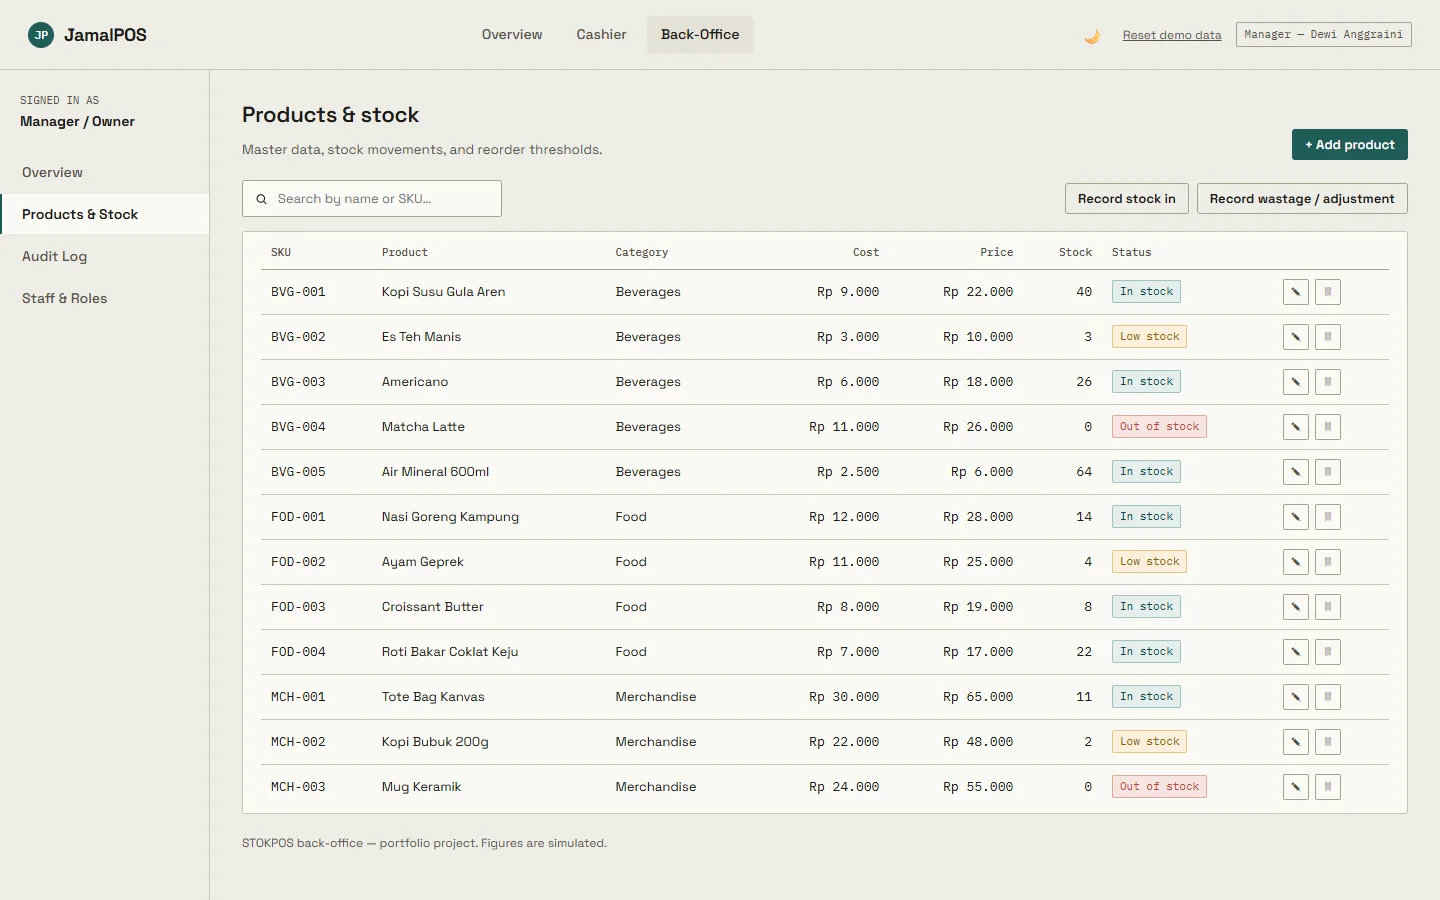 JP JamalPOS Overview Cashier Back-Office Reset demo data Manager — Dewi Anggraini
SIGNED IN AS
Manager / Owner
Overview
Products & Stock
Audit Log
Staff & Roles
Products & stock
Master data, stock movements, and reorder thresholds.
+ Add product
Search by name or SKU...
Record stock in Record wastage / adjustment
SKU Product Category Cost Price Stock Status
BVG-001 Kopi Susu Gula Aren Beverages Rp 9.000 Rp 22.000 40 In stock
BVG-002 Es Teh Manis Beverages Rp 3.000 Rp 10.000 3 Low stock
BVG-003 Americano Beverages Rp 6.000 Rp 18.000 26 In stock
BVG-004 Matcha Latte Beverages Rp 11.000 Rp 26.000 0 Out of stock
BVG-005 Air Mineral 600ml Beverages Rp 2.500 Rp 6.000 64 In stock
FOD-001 Nasi Goreng Kampung Food Rp 12.000 Rp 28.000 14 In stock
FOD-002 Ayam Geprek Food Rp 11.000 Rp 25.000 4 Low stock
FOD-003 Croissant Butter Food Rp 8.000 Rp 19.000 8 In stock
FOD-004 Roti Bakar Coklat Keju Food Rp 7.000 Rp 17.000 22 In stock
MCH-001 Tote Bag Kanvas Merchandise Rp 30.000 Rp 65.000 11 In stock
MCH-002 Kopi Bubuk 200g Merchandise Rp 22.000 Rp 48.000 2 Low stock
MCH-003 Mug Keramik Merchandise Rp 24.000 Rp 55.000 0 Out of stock
STOKPOS back-office — portfolio project. Figures are simulated.